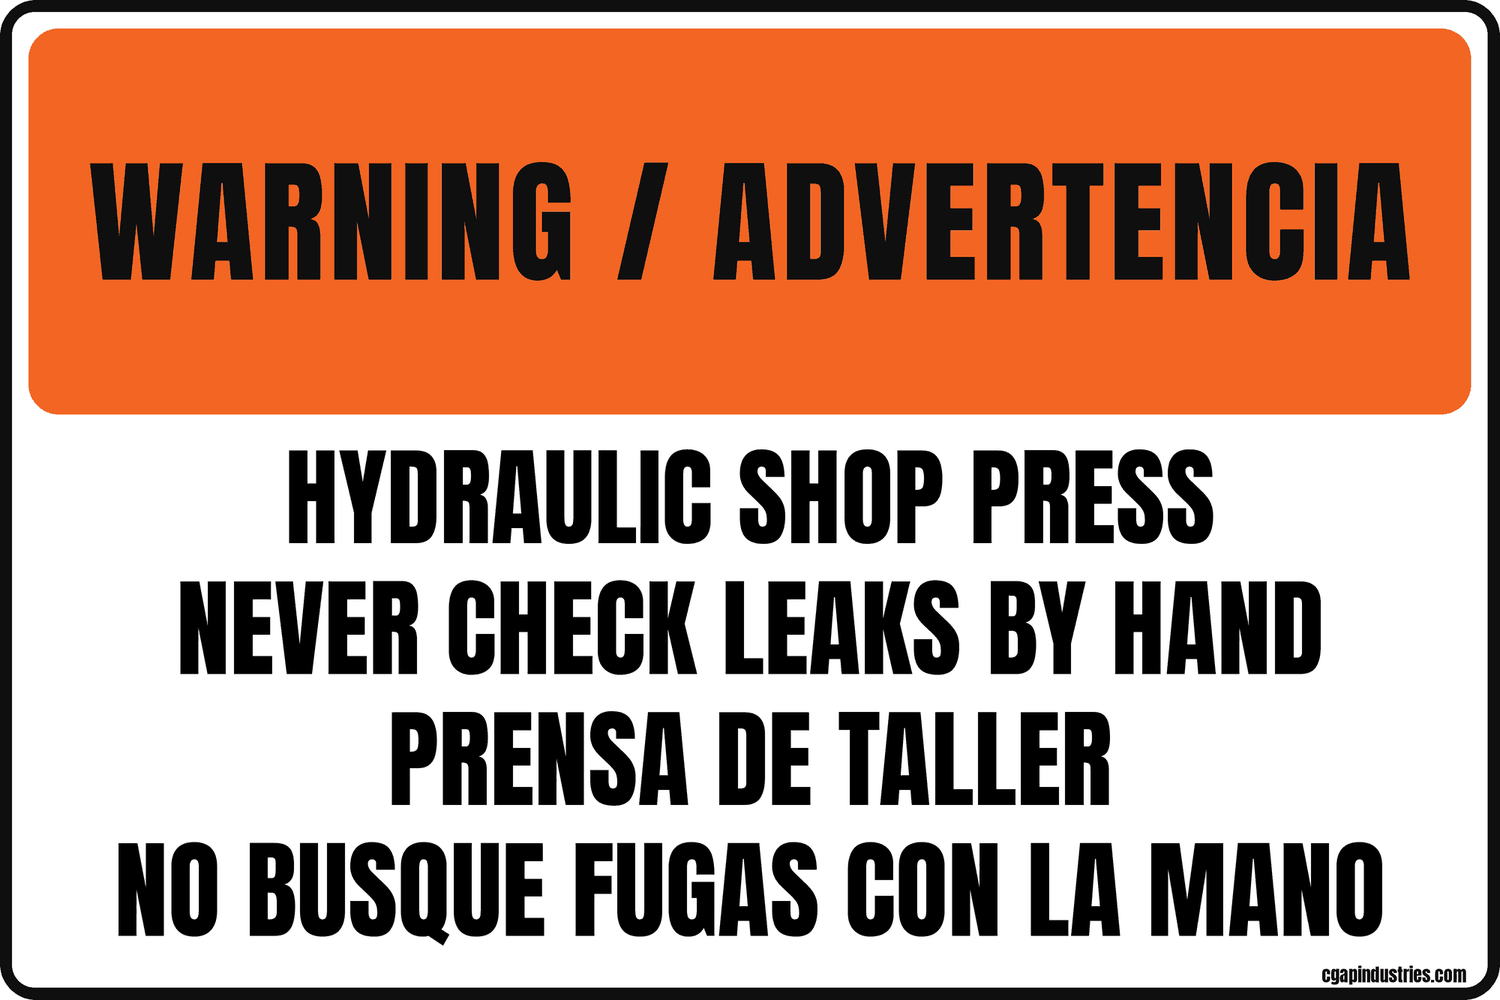 WARNING / ADVERTENCIA
HYDRAULIC SHOP PRESS
NEVER CHECK LEAKS BY HAND
PRENSA DE TALLER
NO BUSQUE FUGAS CON LA MANO
cgapindustries.com